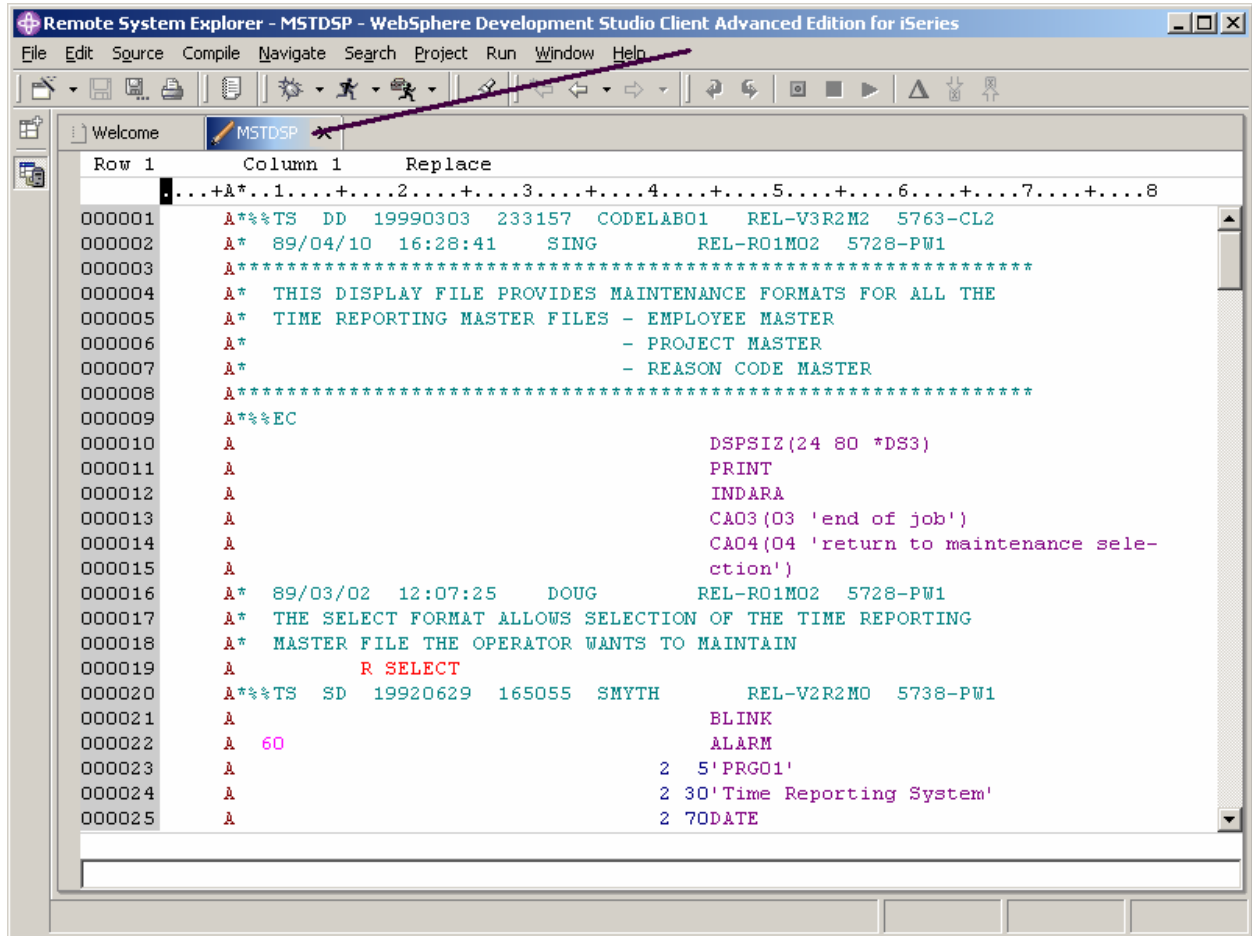 Remote System Explorer - MSTDSP - WebSphere Development Studio Client Advanced Edition for iSeries
File Edit Source Compile Navigate Search Project Run Window Help
Welcome MSTDSP
Row 1 Column 1 Replace
....+A*..1....+....2....+....3....+....4....+....5....+....6....+....7....+....8
000001 A*%%TS DD 19990303 233157 CODELAB01 REL-V3R2M2 5763-CL2
000002 A* 89/04/10 16:28:41 SING REL-R01M02 5728-PW1
000003 A*****************************************************************
000004 A* THIS DISPLAY FILE PROVIDES MAINTENANCE FORMATS FOR ALL THE
000005 A* TIME REPORTING MASTER FILES - EMPLOYEE MASTER
000006 A* - PROJECT MASTER
000007 A* - REASON CODE MASTER
000008 A*****************************************************************
000009 A*%%EC
000010 A DSPSIZ(24 80 *DS3)
000011 A PRINT
000012 A INDARA
000013 A CA03(03 'end of job')
000014 A CA04(04 'return to maintenance sele-
000015 A ction')
000016 A* 89/03/02 12:07:25 DOUG REL-R01M02 5728-PW1
000017 A* THE SELECT FORMAT ALLOWS SELECTION OF THE TIME REPORTING
000018 A* MASTER FILE THE OPERATOR WANTS TO MAINTAIN
000019 A R SELECT
000020 A*%%TS SD 19920629 165055 SMYTH REL-V2R2M0 5738-PW1
000021 A BLINK
000022 A 60 ALARM
000023 A 2 5'PRG01'
000024 A 2 30'Time Reporting System'
000025 A 2 70DATE